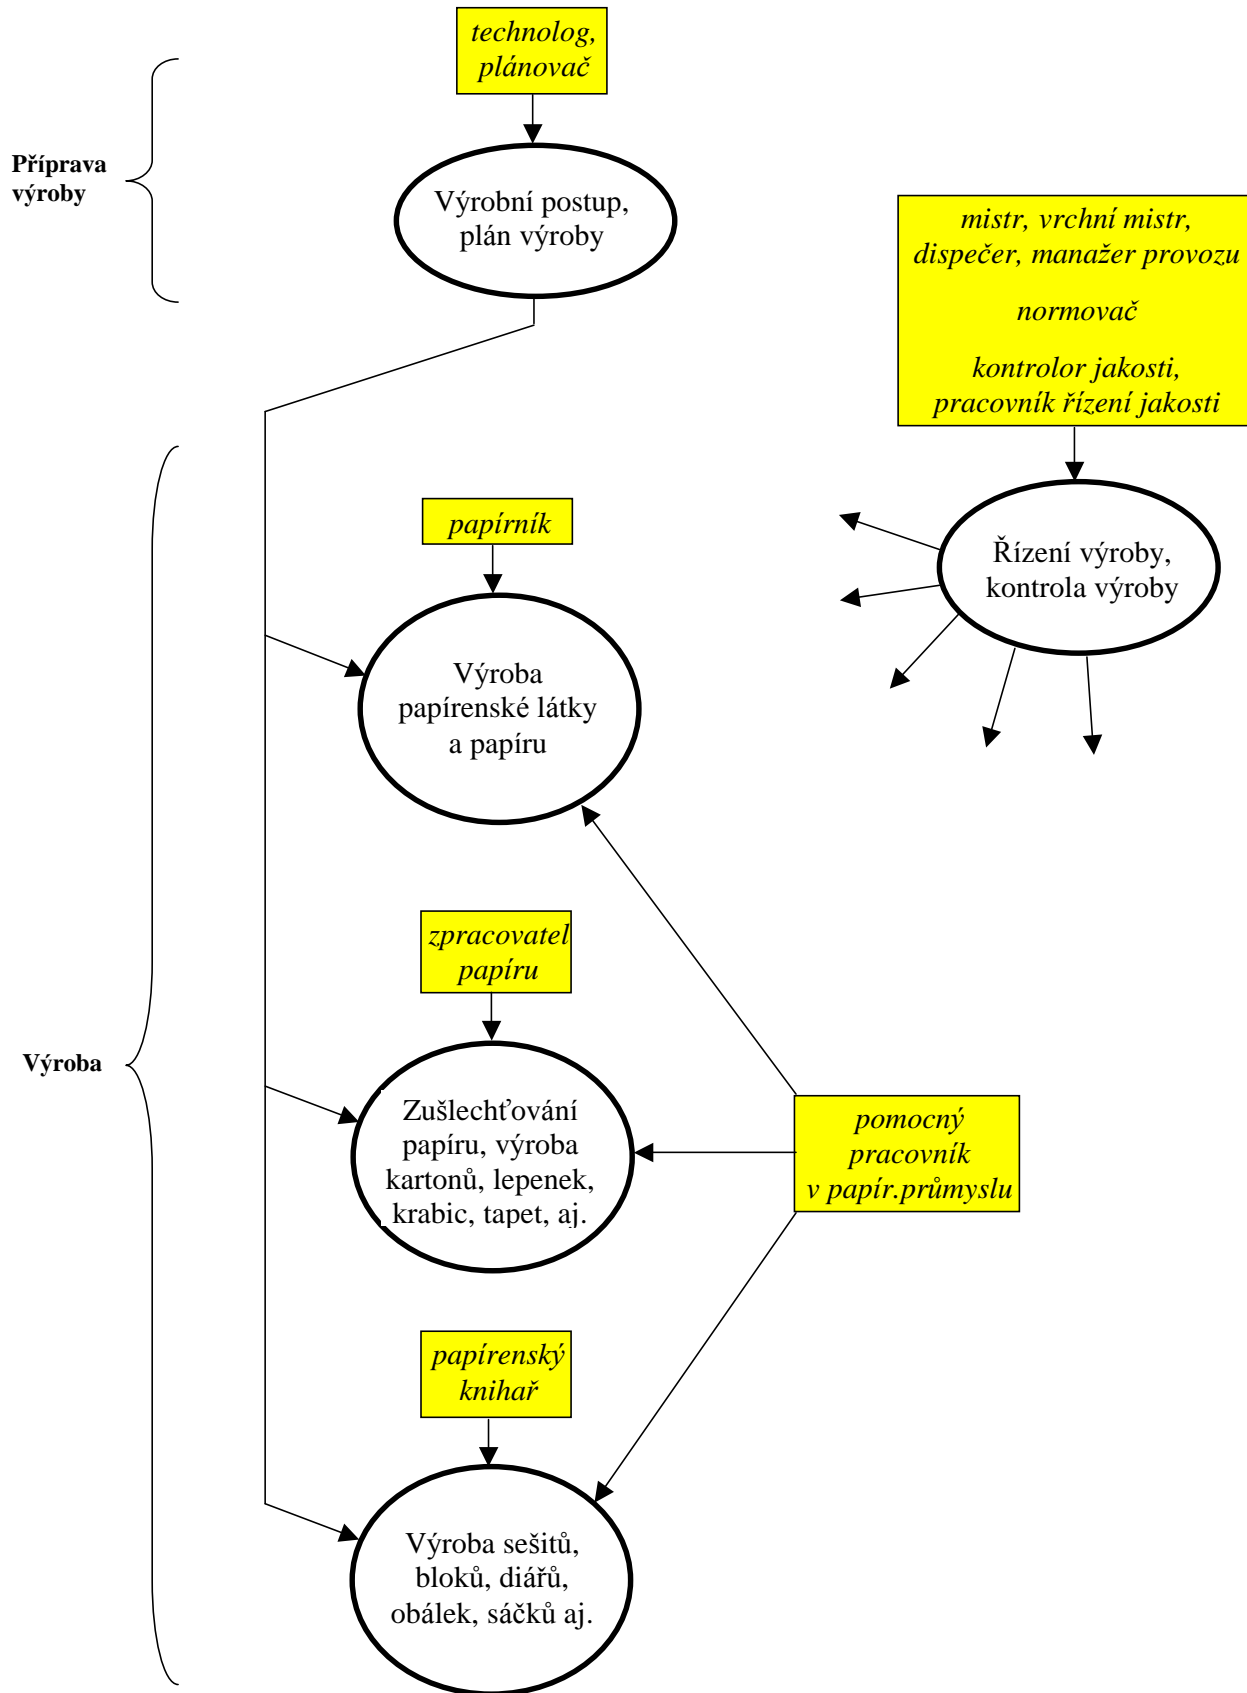 technolog,
plánovač
Příprava
výroby
Výrobní postup,
plán výroby
mistr, vrchní mistr,
dispečer, manažer provozu
normovač
kontrolor jakosti,
pracovník řízení jakosti
papírník
Řízení výroby,
kontrola výroby
Výroba
papírenské látky
a papíru
zpracovatel
papíru
Výroba
Zušlechťování
papíru, výroba
kartonů, lepenek,
krabic, tapet, aj.
pomocný
pracovník
v papír.průmyslu
papírenský
knihař
Výroba sešitů,
bloků, diářů,
obálek, sáčků aj.